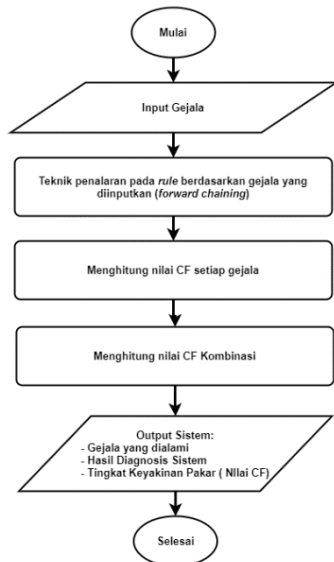 Mulai
Input Gejala
Teknik penalaran pada rule berdasarkan gejala yang
diinputkan (forward chaining)
Menghitung nilai CF setiap gejala
Menghitung nilai CF Kombinasi
Output Sistem:
- Gejala yang dialami
- Hasil Diagnosis Sistem
- Tingkat Keyakinan Pakar ( NIlai CF)
Selesai